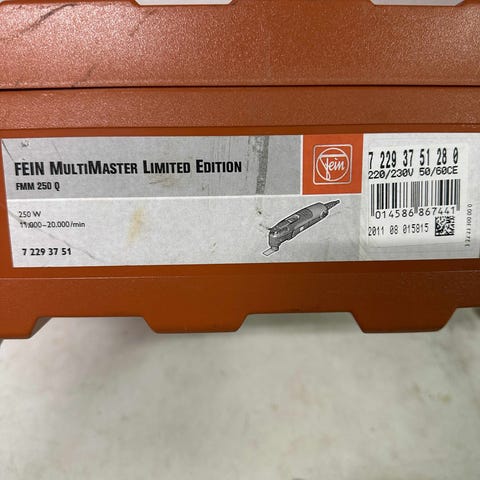 FEIN MULTIMASTER LIMITED EDITION
FMM 250 Q
250 W
11.000–20.000/min
7 229 37 51
Fein
7 229 37 51 28 0
220/230V 50/60CE
014586 867441
2011 08 015815